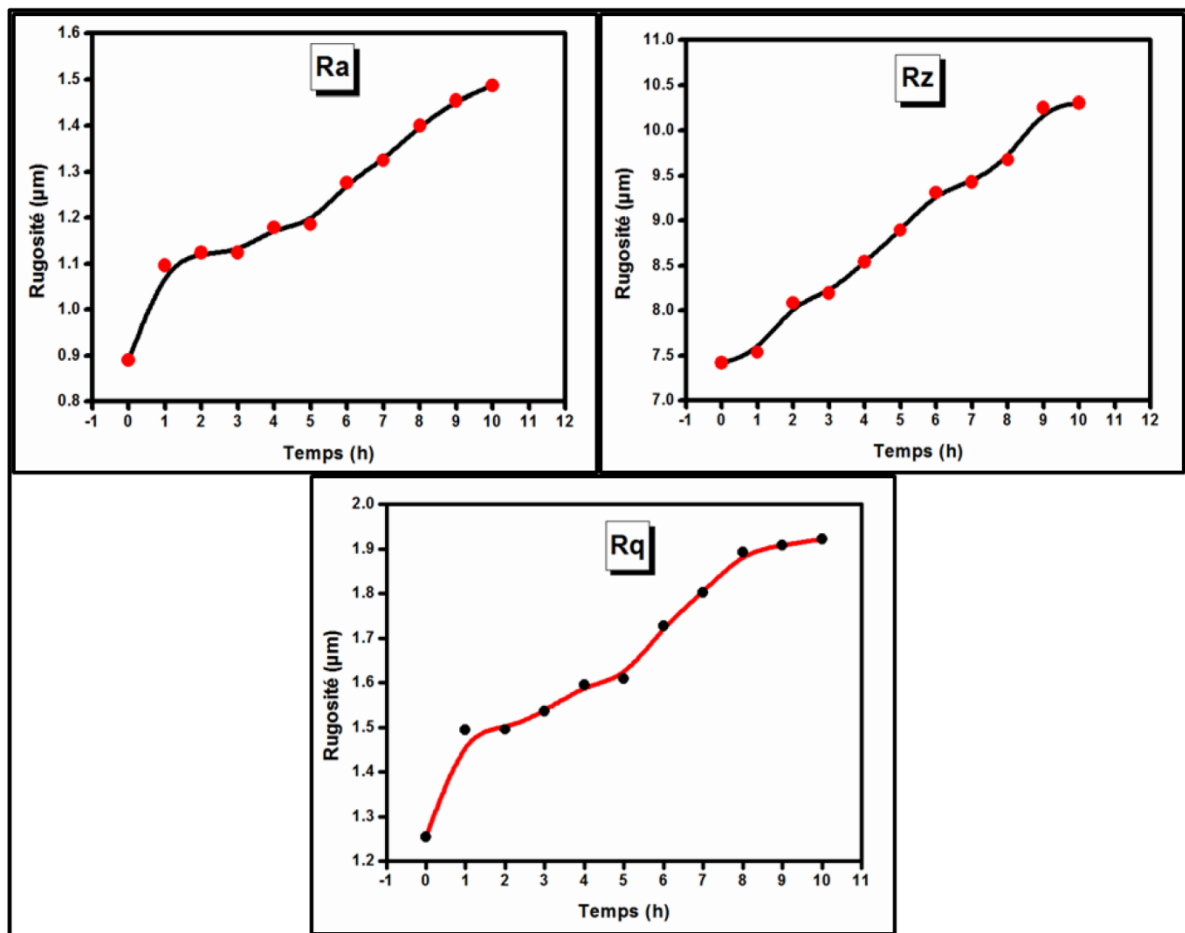 Ra
Rugosité (µm)
1.6
1.5
1.4
1.3
1.2
1.1
1.0
0.9
0.8
-1 0 1 2 3 4 5 6 7 8 9 10 11 12
Temps (h)
Rz
Rugosité (µm)
11.0
10.5
10.0
9.5
9.0
8.5
8.0
7.5
7.0
-1 0 1 2 3 4 5 6 7 8 9 10 11 12
Temps (h)
Rq
Rugosité (µm)
2.0
1.9
1.8
1.7
1.6
1.5
1.4
1.3
1.2
-1 0 1 2 3 4 5 6 7 8 9 10 11
Temps (h)